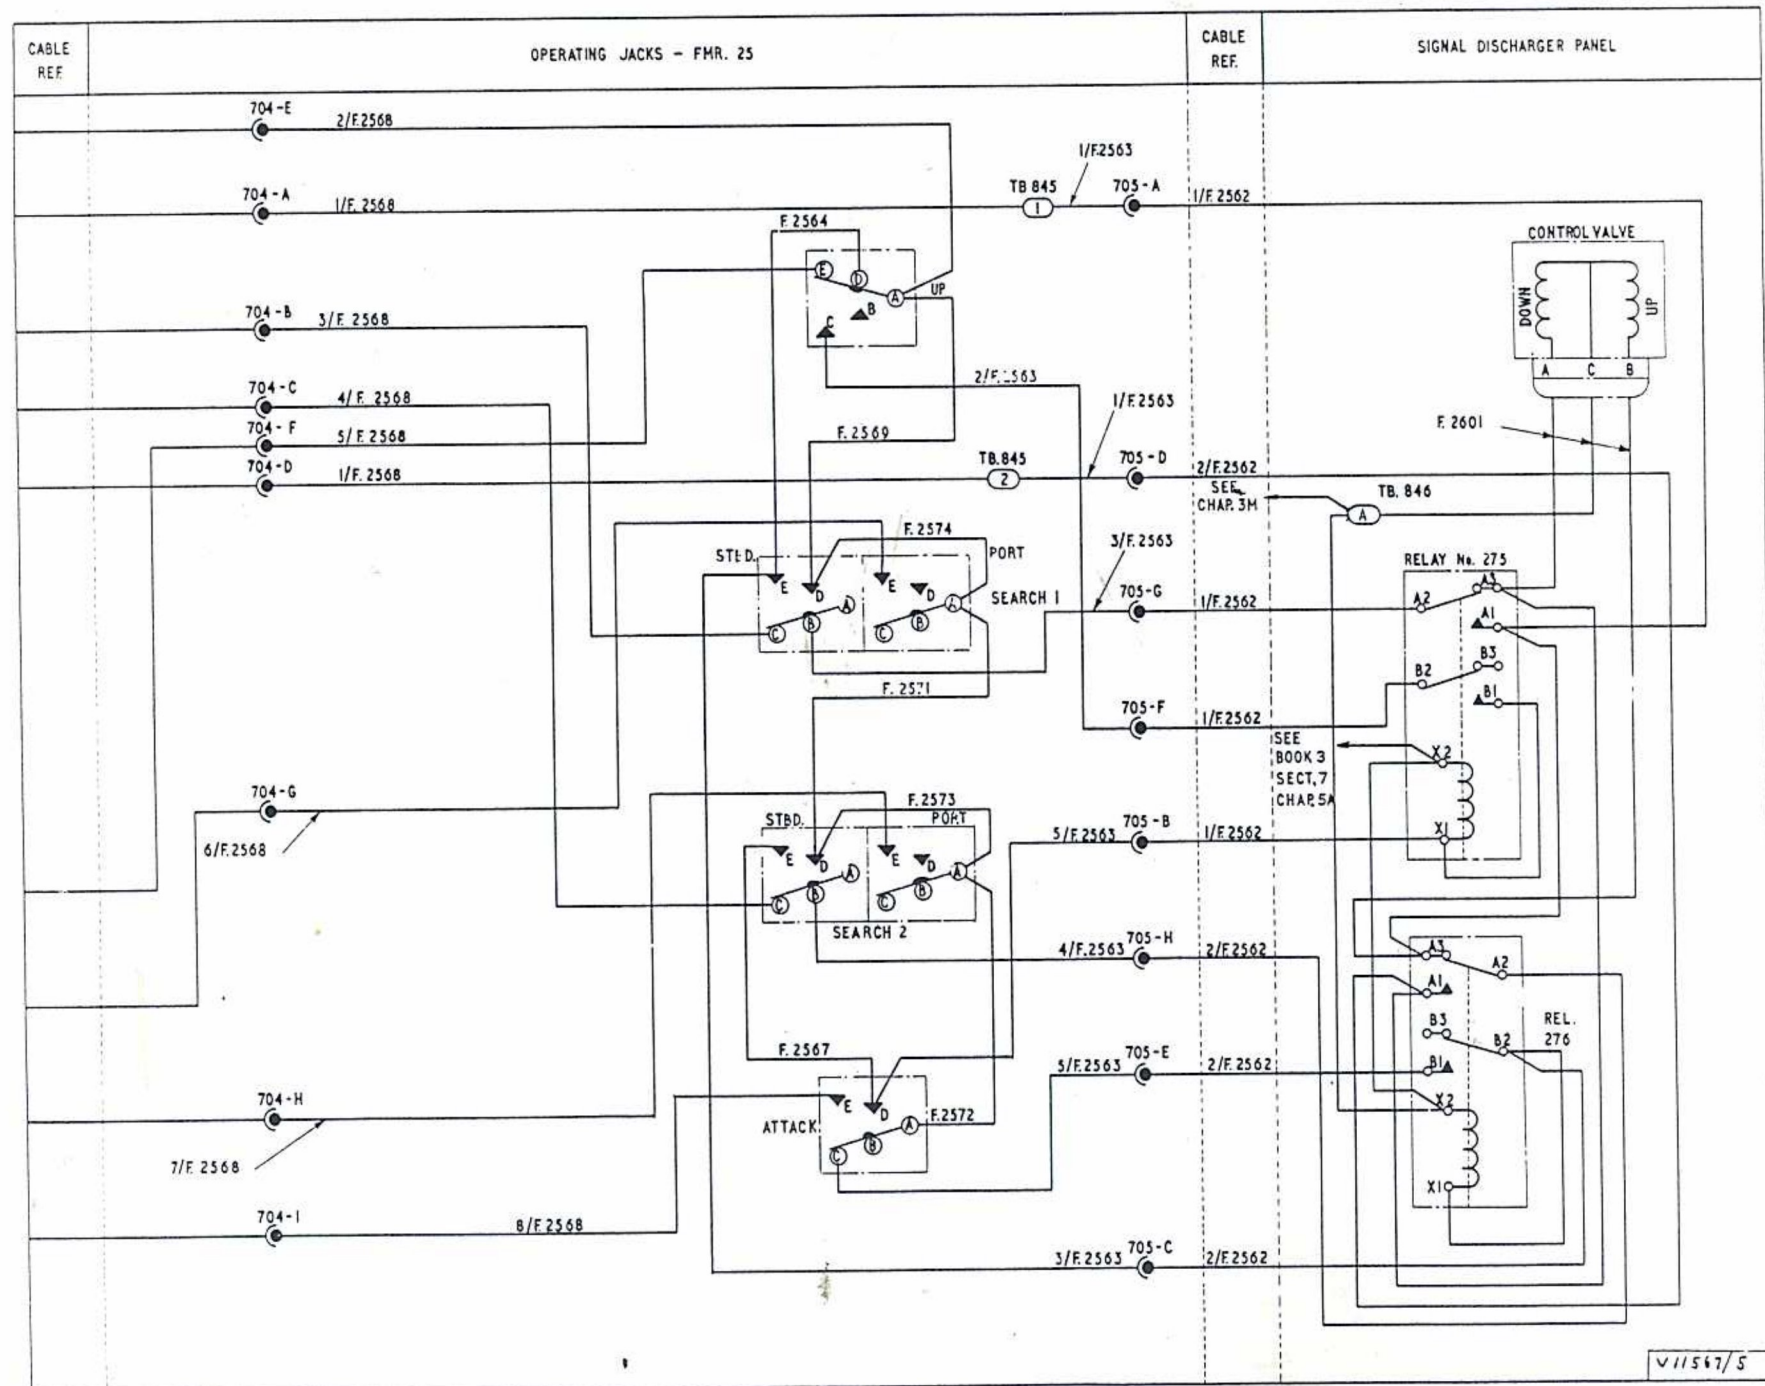 CABLE
REF.
OPERATING JACKS - FMR. 25
CABLE
REF.
SIGNAL DISCHARGER PANEL
704-E
2/F.2568
1/F.2563
704-A
1/F. 2568
TB 845
1
705-A
1/F. 2562
F. 2564
CONTROL VALVE
E
D
A
UP
B
C
DOWN
UP
704-B
3/F. 2568
A
C
B
2/F.2563
704-C
4/F. 2568
1/F.2563
704-F
5/F. 2568
F. 2569
F. 2601
704-D
1/F. 2568
TB.845
2
705-D
2/F.2562
SEE
CHAP. 3M
TB. 846
A
F. 2574
3/F.2563
STBD.
PORT
RELAY No. 275
E
D
A
C
B
E
D
A
C
B
SEARCH 1
705-G
1/F.2562
A2
A3
A1
B3
B2
B1
F. 2571
705-F
1/F.2562
SEE
BOOK 3
SECT, 7
CHAP. 5A
X2
704-G
6/F.2568
F. 2573
STBD.
PORT
5/F.2563
705-B
1/F.2562
X1
E
D
A
C
B
E
D
A
C
B
SEARCH 2
4/F.2563
705-H
2/F.2562
A3
A2
A1
B3
REL.
276
B2
B1
F. 2567
5/F.2563
705-E
2/F.2562
704-H
7/F. 2568
E
D
A
F.2572
ATTACK
C
B
X2
X1
704-I
8/F.2568
3/F.2563
705-C
2/F.2562
V11567/5